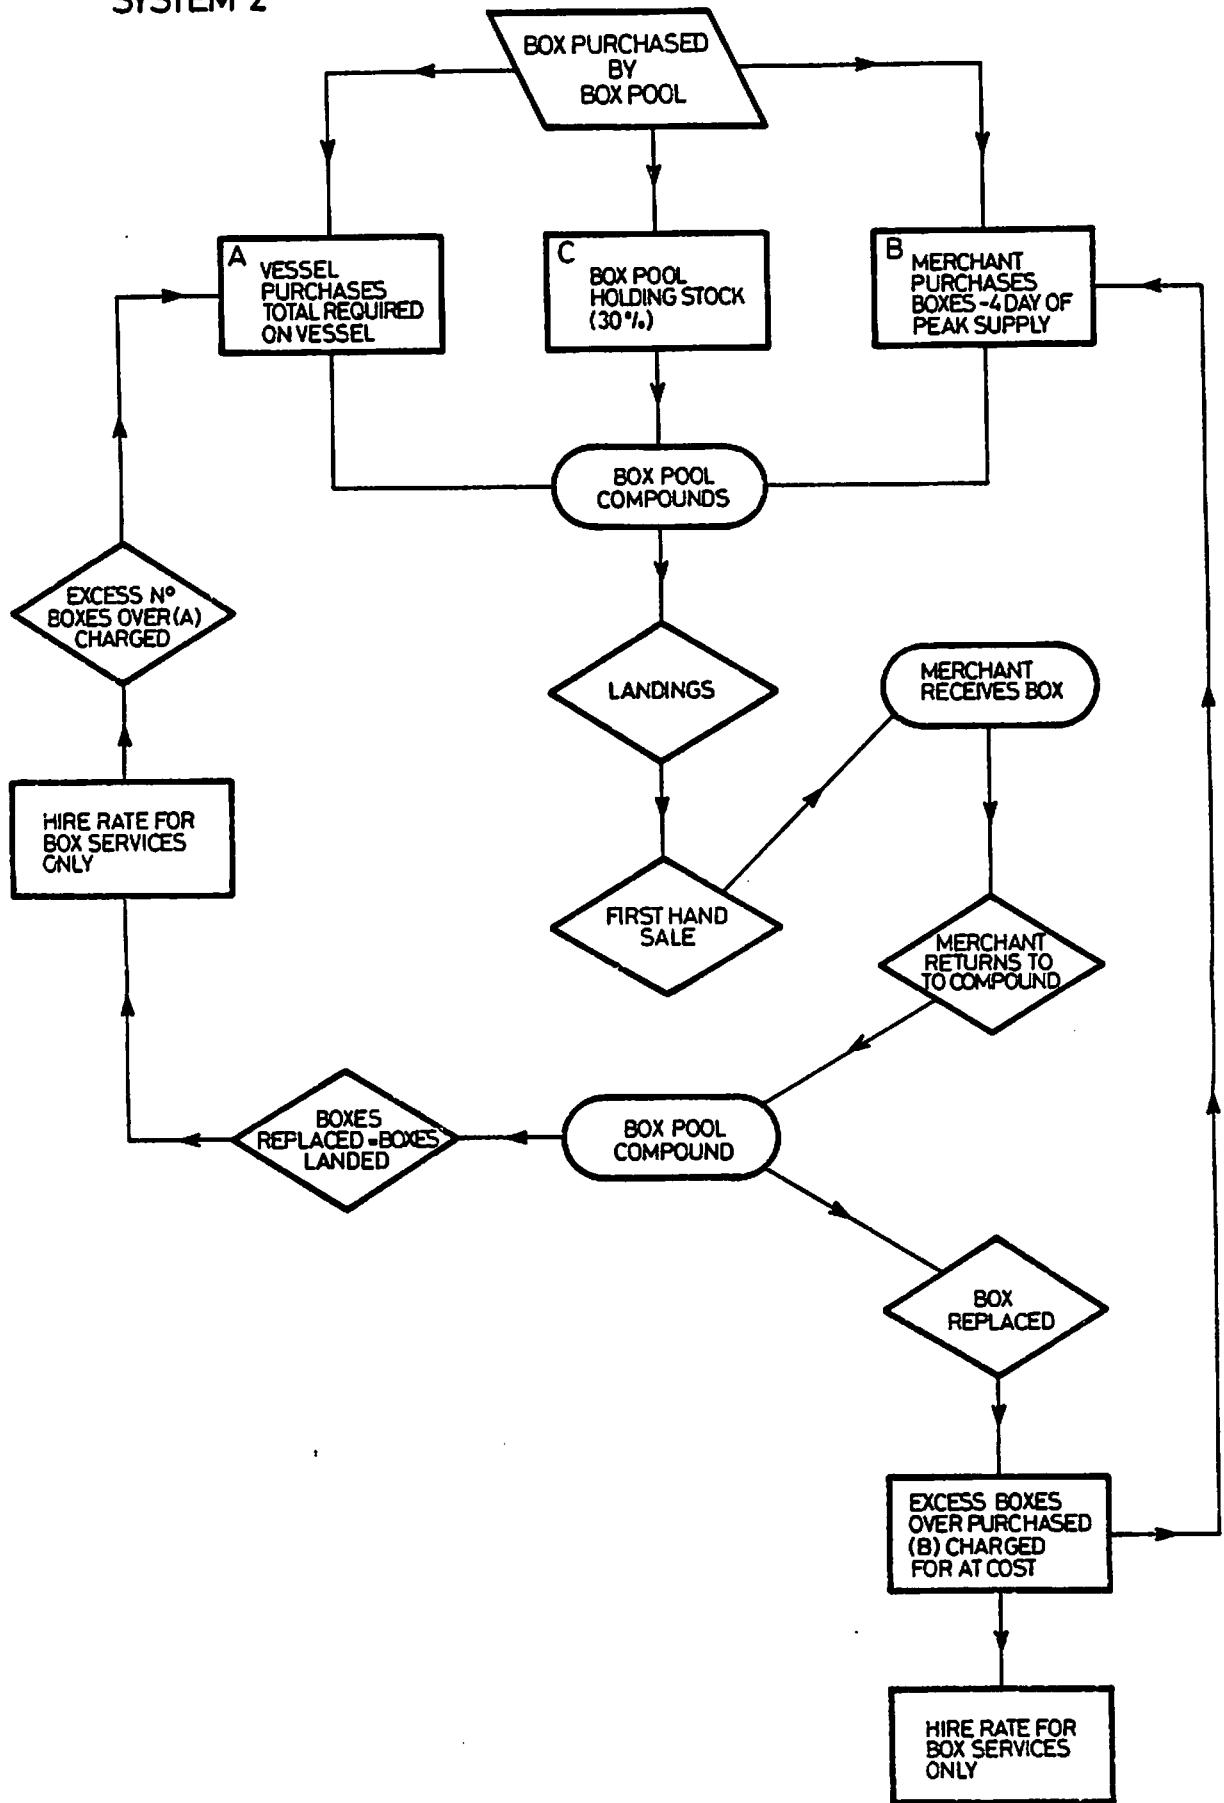 SYSTEM 2
BOX PURCHASED
BY
BOX POOL
A
VESSEL
PURCHASES
TOTAL REQUIRED
ON VESSEL
C
BOX POOL
HOLDING STOCK
(30%)
B
MERCHANT
PURCHASES
BOXES -4 DAY OF
PEAK SUPPLY
BOX POOL
COMPOUNDS
EXCESS Nº
BOXES OVER (A)
CHARGED
LANDINGS
MERCHANT
RECEIVES BOX
HIRE RATE FOR
BOX SERVICES
ONLY
FIRST HAND
SALE
MERCHANT
RETURNS TO
TO COMPOUND
BOXES
REPLACED = BOXES
LANDED
BOX POOL
COMPOUND
BOX
REPLACED
EXCESS BOXES
OVER PURCHASED
(B) CHARGED
FOR AT COST
HIRE RATE FOR
BOX SERVICES
ONLY